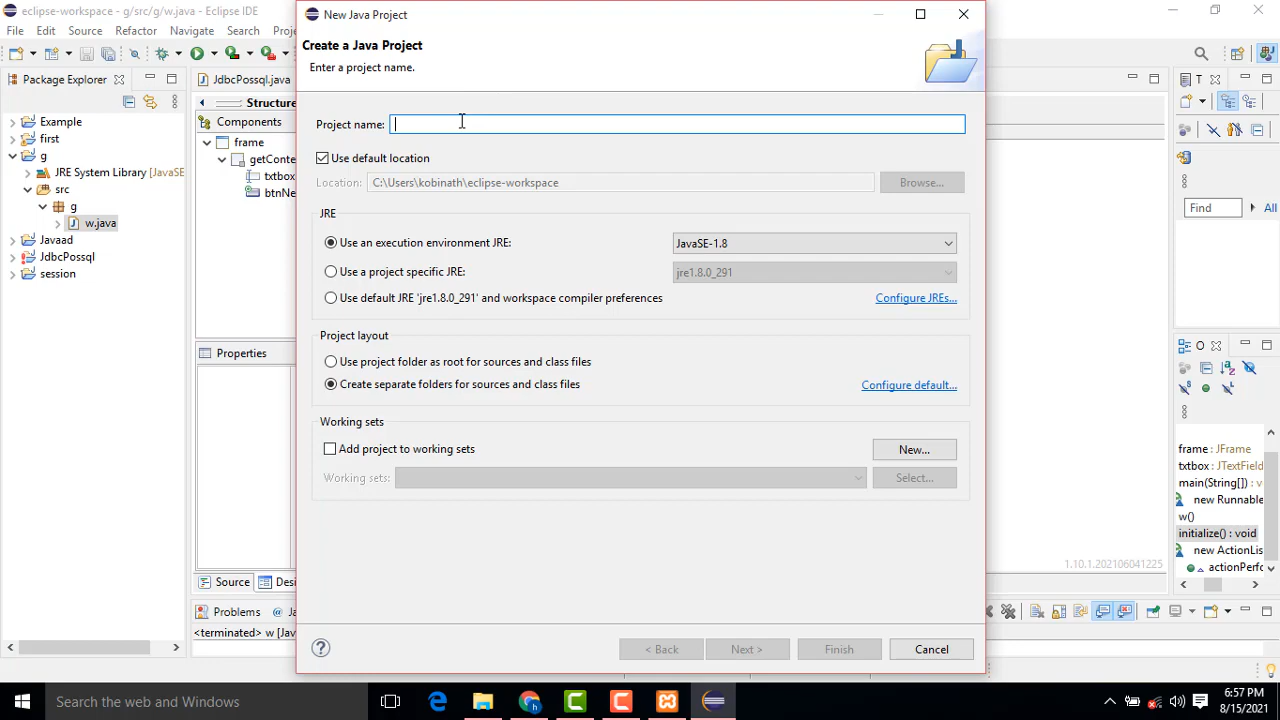 eclipse-workspace - g/src/g/w.java - Eclipse IDE
New Java Project
File Edit Source Refactor Navigate Search
Create a Java Project
Enter a project name.
Package Explorer
JdbcPossql.java
T
Structure
Components
frame
getConte
txtbox
btnNe
Example
first
g
JRE System Library [JavaSE
src
g
w.java
Javaad
JdbcPossql
session
Project name:
Use default location
Location: C:\Users\kobinath\eclipse-workspace Browse...
JRE
Use an execution environment JRE: JavaSE-1.8
Use a project specific JRE: jre1.8.0_291
Use default JRE 'jre1.8.0_291' and workspace compiler preferences Configure JREs...
Project layout
Use project folder as root for sources and class files
Create separate folders for sources and class files Configure default...
Working sets
Add project to working sets New...
Working sets: Select...
< Back Next > Finish Cancel
Properties
Source Desi
Problems @ Ja
<terminated> w [Jav
Find All
O
frame : JFrame
txtbox : JTextField
main(String[]) : void
new Runnable
w()
initialize() : void
new ActionLis
actionPerfo
1.10.1.202106041225
Search the web and Windows
6:57 PM
8/15/2021